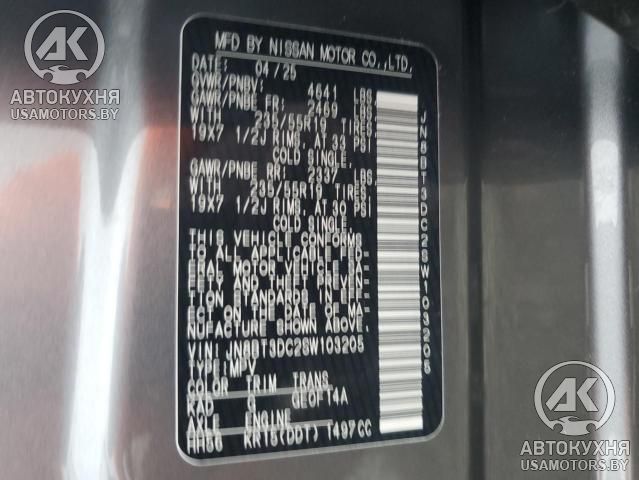 AK
АВТОКУХНЯ
USAMOTORS.BY
MFD BY NISSAN MOTOR CO.,LTD.
DATE: 04/25
GVWR/PNBV: 4641 LBS
GAWR/PNBE FR: 2469 LBS
WITH 235/55R19 TIRES,
19X7 1/2J RIMS, AT 33 PSI
COLD SINGLE,
GAWR/PNBE RR: 2337 LBS,
WITH 235/55R19 TIRES,
19X7 1/2J RIMS, AT 30 PSI
COLD SINGLE
THIS VEHICLE CONFORMS
TO ALL APPLICABLE FED-
ERAL MOTOR VEHICLE SA-
FETY AND THEFT PREVEN-
TION STANDARDS IN EFF-
ECT ON THE DATE OF MA-
NUFACTURE SHOWN ABOVE.
VIN: JN8BT3DC2SW103205
TYPE:MPV
COLOR TRIM TRANS
KAD G GE0FT4A
AXLE ENGINE
HH56 KR15(DDT) 1497CC
JN8BT3DC2SW103205
AK
АВТОКУХНЯ
USAMOTORS.BY